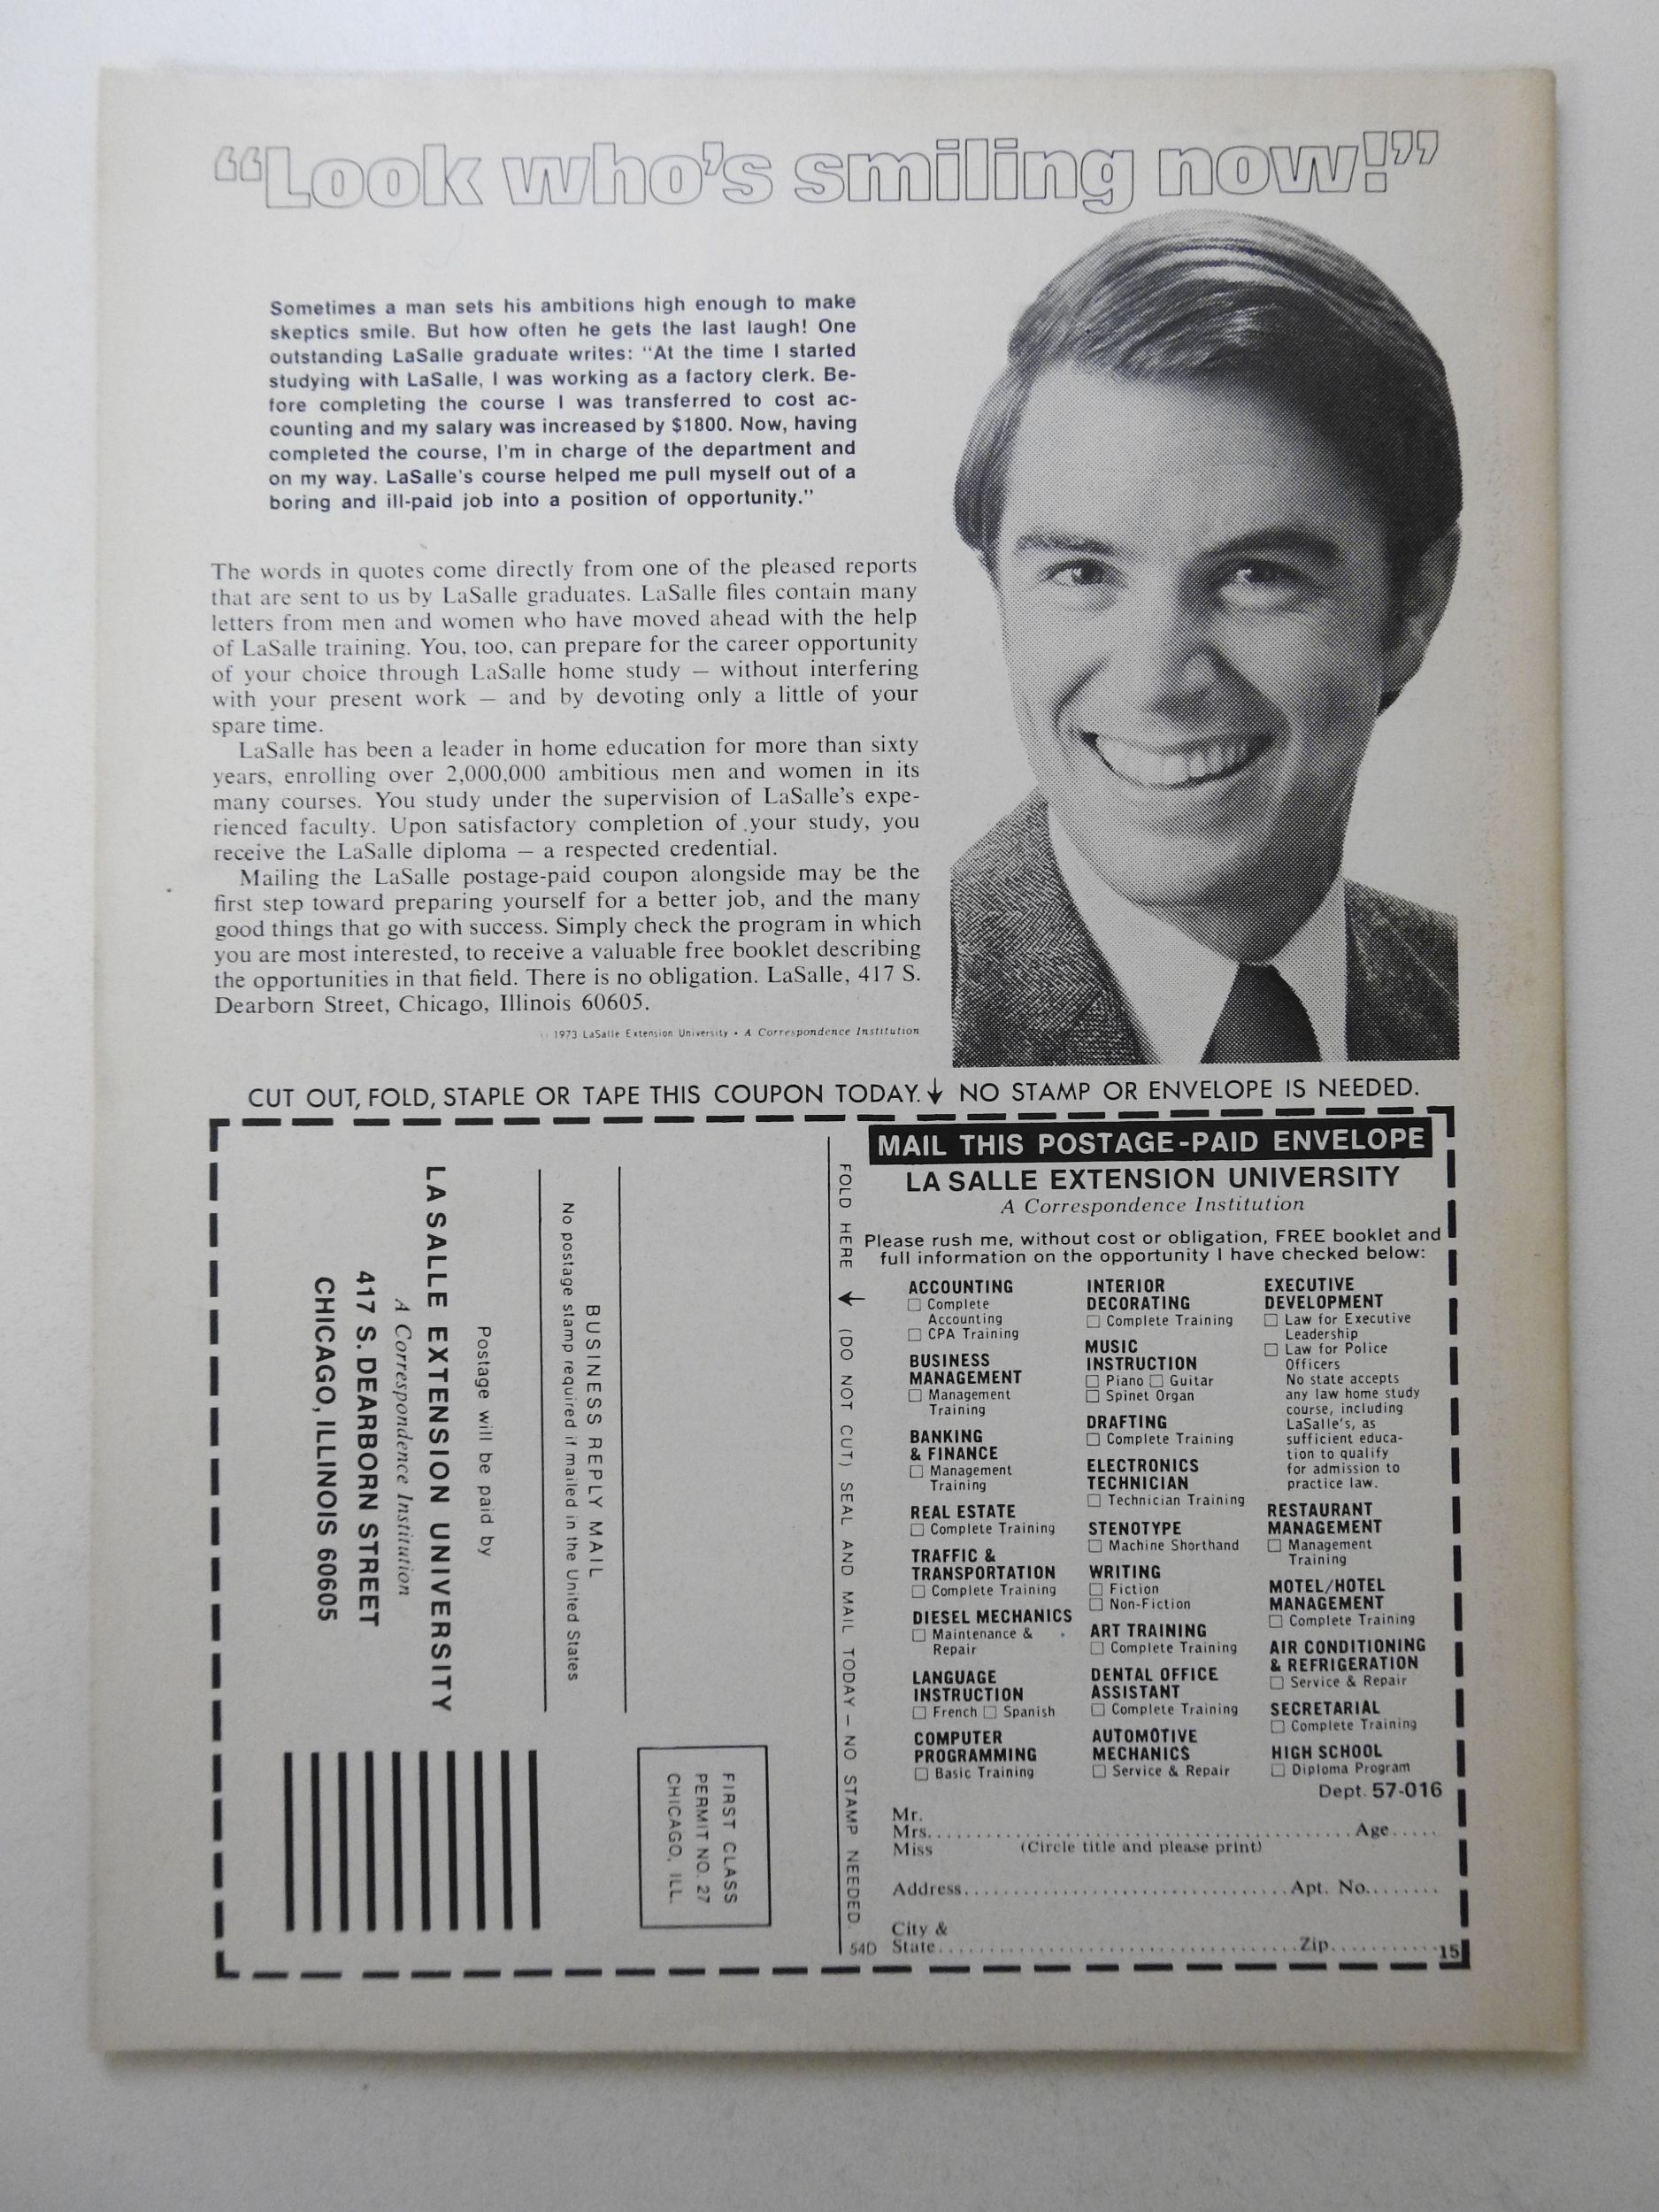 “Look who’s smiling now!”
Sometimes a man sets his ambitions high enough to make
skeptics smile. But how often he gets the last laugh! One
outstanding LaSalle graduate writes: “At the time I started
studying with LaSalle, I was working as a factory clerk. Be-
fore completing the course I was transferred to cost ac-
counting and my salary was increased by $1800. Now, having
completed the course, I'm in charge of the department and
on my way. LaSalle's course helped me pull myself out of a
boring and ill-paid job into a position of opportunity.”
The words in quotes come directly from one of the pleased reports
that are sent to us by LaSalle graduates. LaSalle files contain many
letters from men and women who have moved ahead with the help
of LaSalle training. You, too, can prepare for the career opportunity
of your choice through LaSalle home study — without interfering
with your present work — and by devoting only a little of your
spare time.
LaSalle has been a leader in home education for more than sixty
years, enrolling over 2,000,000 ambitious men and women in its
many courses. You study under the supervision of LaSalle's expe-
rienced faculty. Upon satisfactory completion of your study, you
receive the LaSalle diploma — a respected credential.
Mailing the LaSalle postage-paid coupon alongside may be the
first step toward preparing yourself for a better job, and the many
good things that go with success. Simply check the program in which
you are most interested, to receive a valuable free booklet describing
the opportunities in that field. There is no obligation. LaSalle, 417 S.
Dearborn Street, Chicago, Illinois 60605.
1973 LaSalle Extension University • A Correspondence Institution
CUT OUT, FOLD, STAPLE OR TAPE THIS COUPON TODAY. ↓ NO STAMP OR ENVELOPE IS NEEDED.
BUSINESS REPLY MAIL
No postage stamp required if mailed in the United States
Postage will be paid by
LA SALLE EXTENSION UNIVERSITY
A Correspondence Institution
417 S. DEARBORN STREET
CHICAGO, ILLINOIS 60605
FIRST CLASS
PERMIT NO. 27
CHICAGO, ILL.
FOLD HERE ↓ (DO NOT CUT) SEAL AND MAIL TODAY — NO STAMP NEEDED.
MAIL THIS POSTAGE-PAID ENVELOPE
LA SALLE EXTENSION UNIVERSITY
A Correspondence Institution
Please rush me, without cost or obligation, FREE booklet and
full information on the opportunity I have checked below:
ACCOUNTING
☐ Complete
Accounting
☐ CPA Training
BUSINESS
MANAGEMENT
☐ Management
Training
BANKING
& FINANCE
☐ Management
Training
REAL ESTATE
☐ Complete Training
TRAFFIC &
TRANSPORTATION
☐ Complete Training
DIESEL MECHANICS
☐ Maintenance &
Repair
LANGUAGE
INSTRUCTION
☐ French ☐ Spanish
COMPUTER
PROGRAMMING
☐ Basic Training
INTERIOR
DECORATING
☐ Complete Training
MUSIC
INSTRUCTION
☐ Piano ☐ Guitar
☐ Spinet Organ
DRAFTING
☐ Complete Training
ELECTRONICS
TECHNICIAN
☐ Technician Training
STENOTYPE
☐ Machine Shorthand
WRITING
☐ Fiction
☐ Non-Fiction
ART TRAINING
☐ Complete Training
DENTAL OFFICE
ASSISTANT
☐ Complete Training
AUTOMOTIVE
MECHANICS
☐ Service & Repair
EXECUTIVE
DEVELOPMENT
☐ Law for Executive
Leadership
☐ Law for Police
Officers
No state accepts
any law home study
course, including
LaSalle's, as
sufficient educa-
tion to qualify
for admission to
practice law.
RESTAURANT
MANAGEMENT
☐ Management
Training
MOTEL/HOTEL
MANAGEMENT
☐ Complete Training
AIR CONDITIONING
& REFRIGERATION
☐ Service & Repair
SECRETARIAL
☐ Complete Training
HIGH SCHOOL
☐ Diploma Program
Dept. 57-016
Mr.
Mrs. Age
Miss (Circle title and please print)
Address Apt. No.
City &
State Zip
54D
15